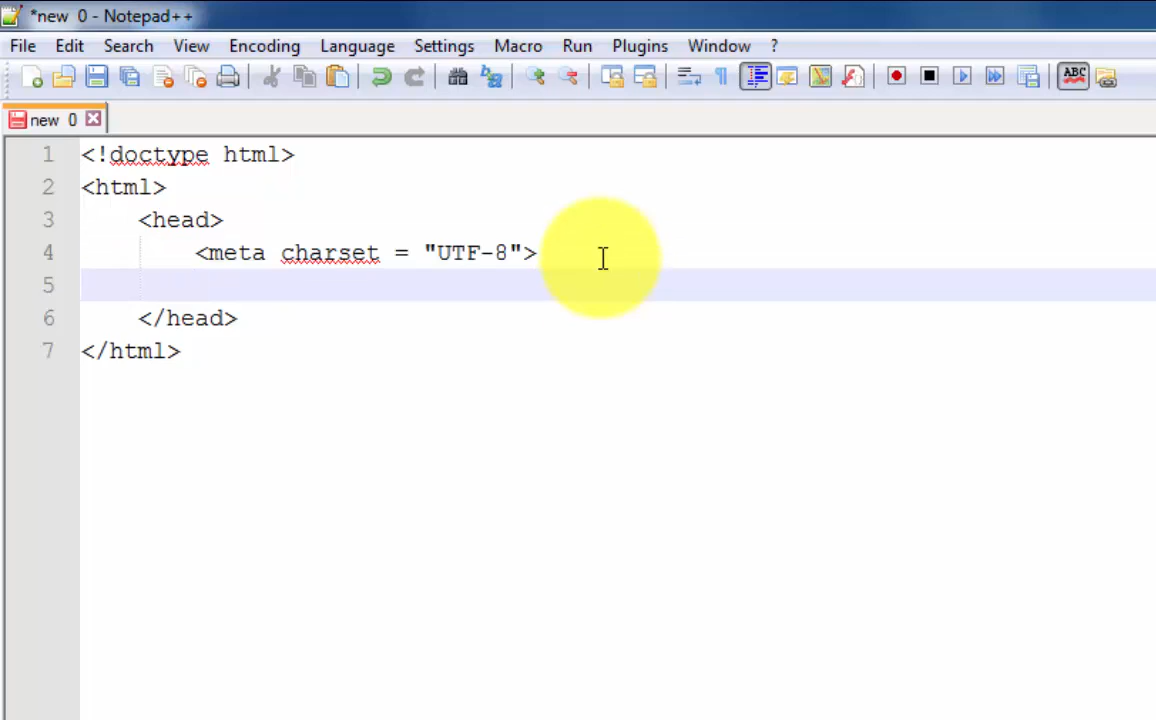 *new 0 - Notepad++
File Edit Search View Encoding Language Settings Macro Run Plugins Window ?
ABC
new 0
1 <!doctype html>
2 <html>
3 <head>
4 <meta charset = "UTF-8">
5
6 </head>
7 </html>